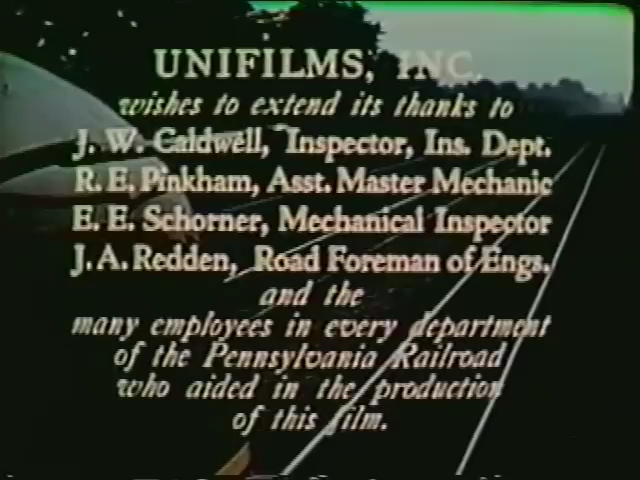 UNIFILMS, INC.
wishes to extend its thanks to
J. W. Caldwell, Inspector, Ins. Dept.
R. E. Pinkham, Asst. Master Mechanic
E. E. Schorner, Mechanical Inspector
J. A. Redden, Road Foreman of Engs.
and the
many employees in every department
of the Pennsylvania Railroad
who aided in the production
of this film.